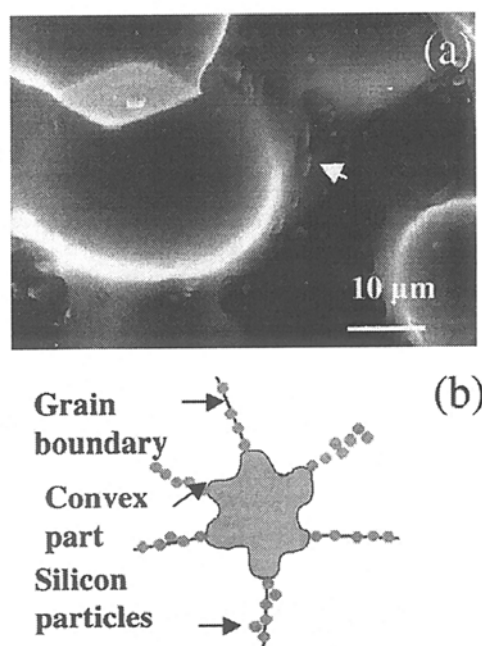 (a)
10 µm
(b)
Grain
boundary
Convex
part
Silicon
particles